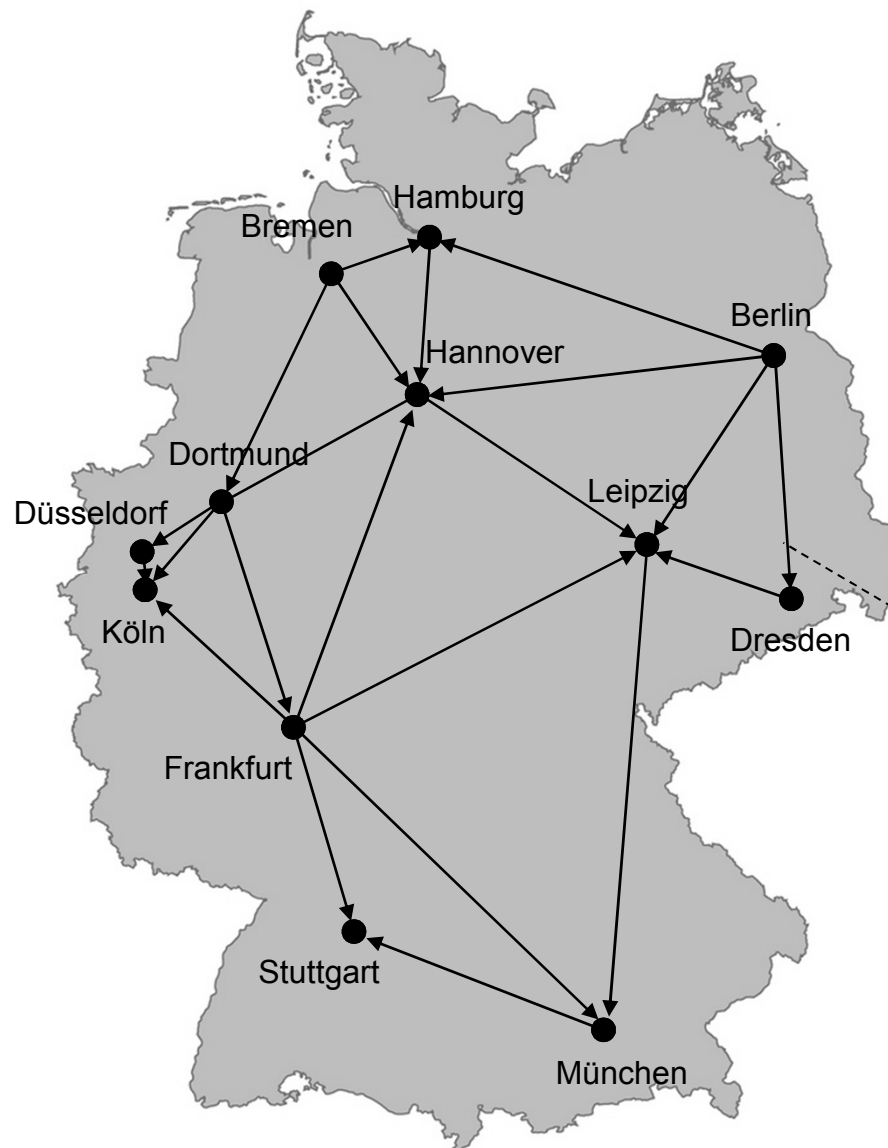 Hamburg
Bremen
Berlin
Hannover
Dortmund
Leipzig
Düsseldorf
Köln
Dresden
Frankfurt
Stuttgart
München